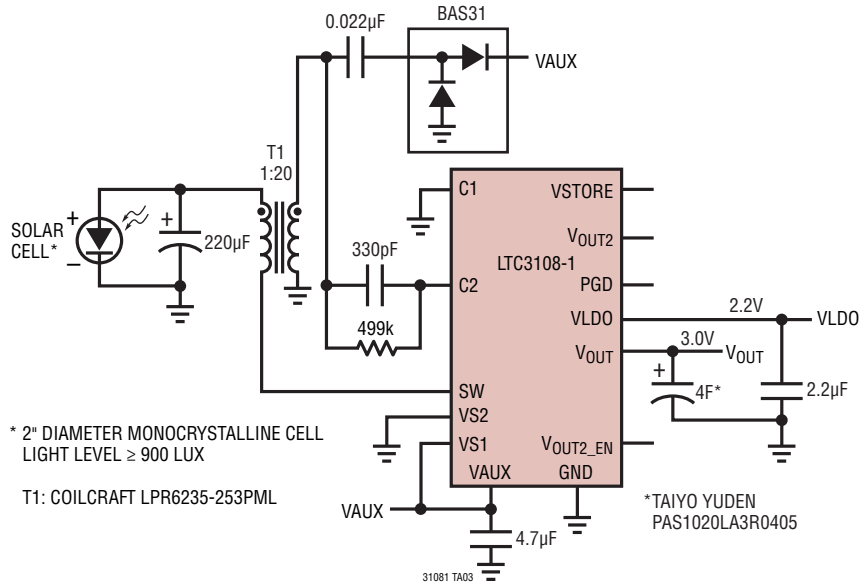 0.022µF
BAS31
VAUX
T1
1:20
SOLAR
CELL*
+
–
+
220µF
330pF
499k
C1
C2
SW
VS2
VS1
VAUX
GND
LTC3108-1
VSTORE
VOUT2
PGD
VLDO
VOUT
VOUT2_EN
2.2V
VLDO
3.0V
VOUT
+
4F*
2.2µF
* 2" DIAMETER MONOCRYSTALLINE CELL
LIGHT LEVEL ≥ 900 LUX
T1: COILCRAFT LPR6235-253PML
VAUX
4.7µF
*TAIYO YUDEN
PAS1020LA3R0405
31081 TA03